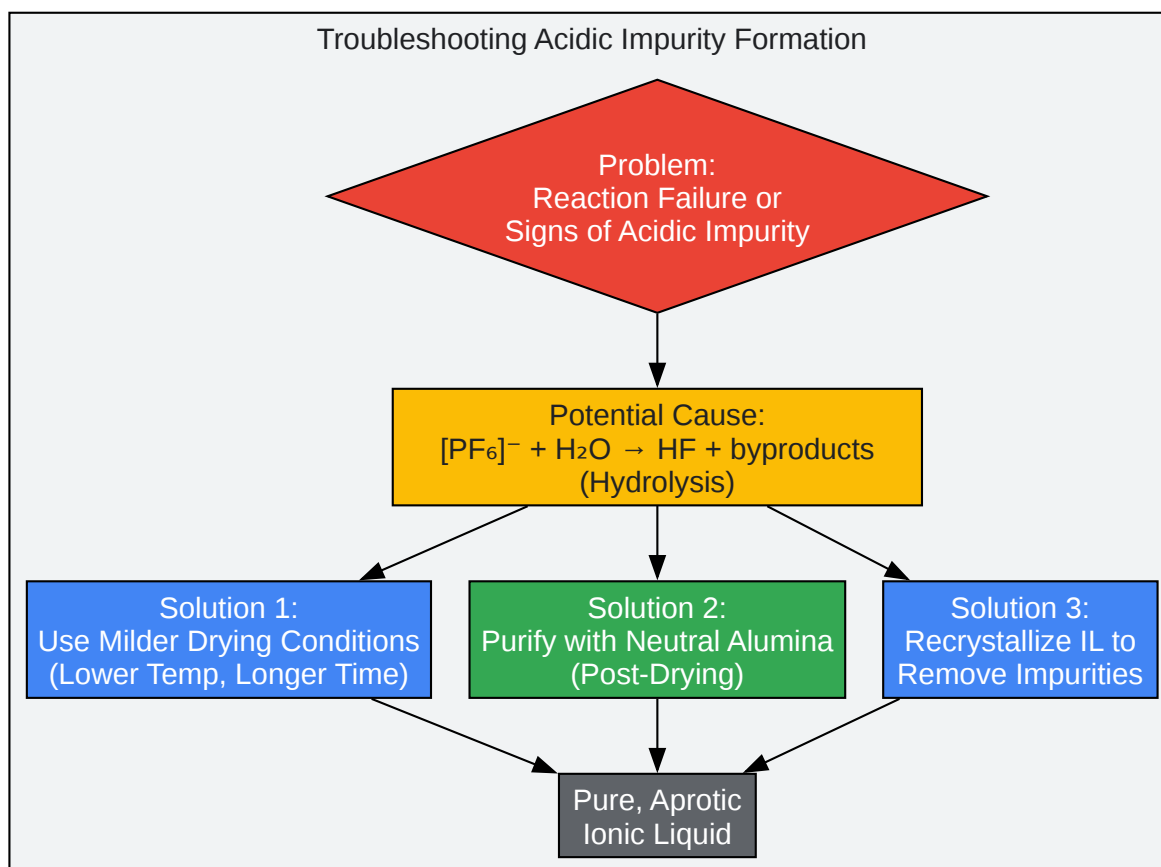 Troubleshooting Acidic Impurity Formation
Problem:
Reaction Failure or
Signs of Acidic Impurity
Potential Cause:
[PF₆]⁻ + H₂O → HF + byproducts
(Hydrolysis)
Solution 1:
Use Milder Drying Conditions
(Lower Temp, Longer Time)
Solution 2:
Purify with Neutral Alumina
(Post-Drying)
Solution 3:
Recrystallize IL to
Remove Impurities
Pure, Aprotic
Ionic Liquid